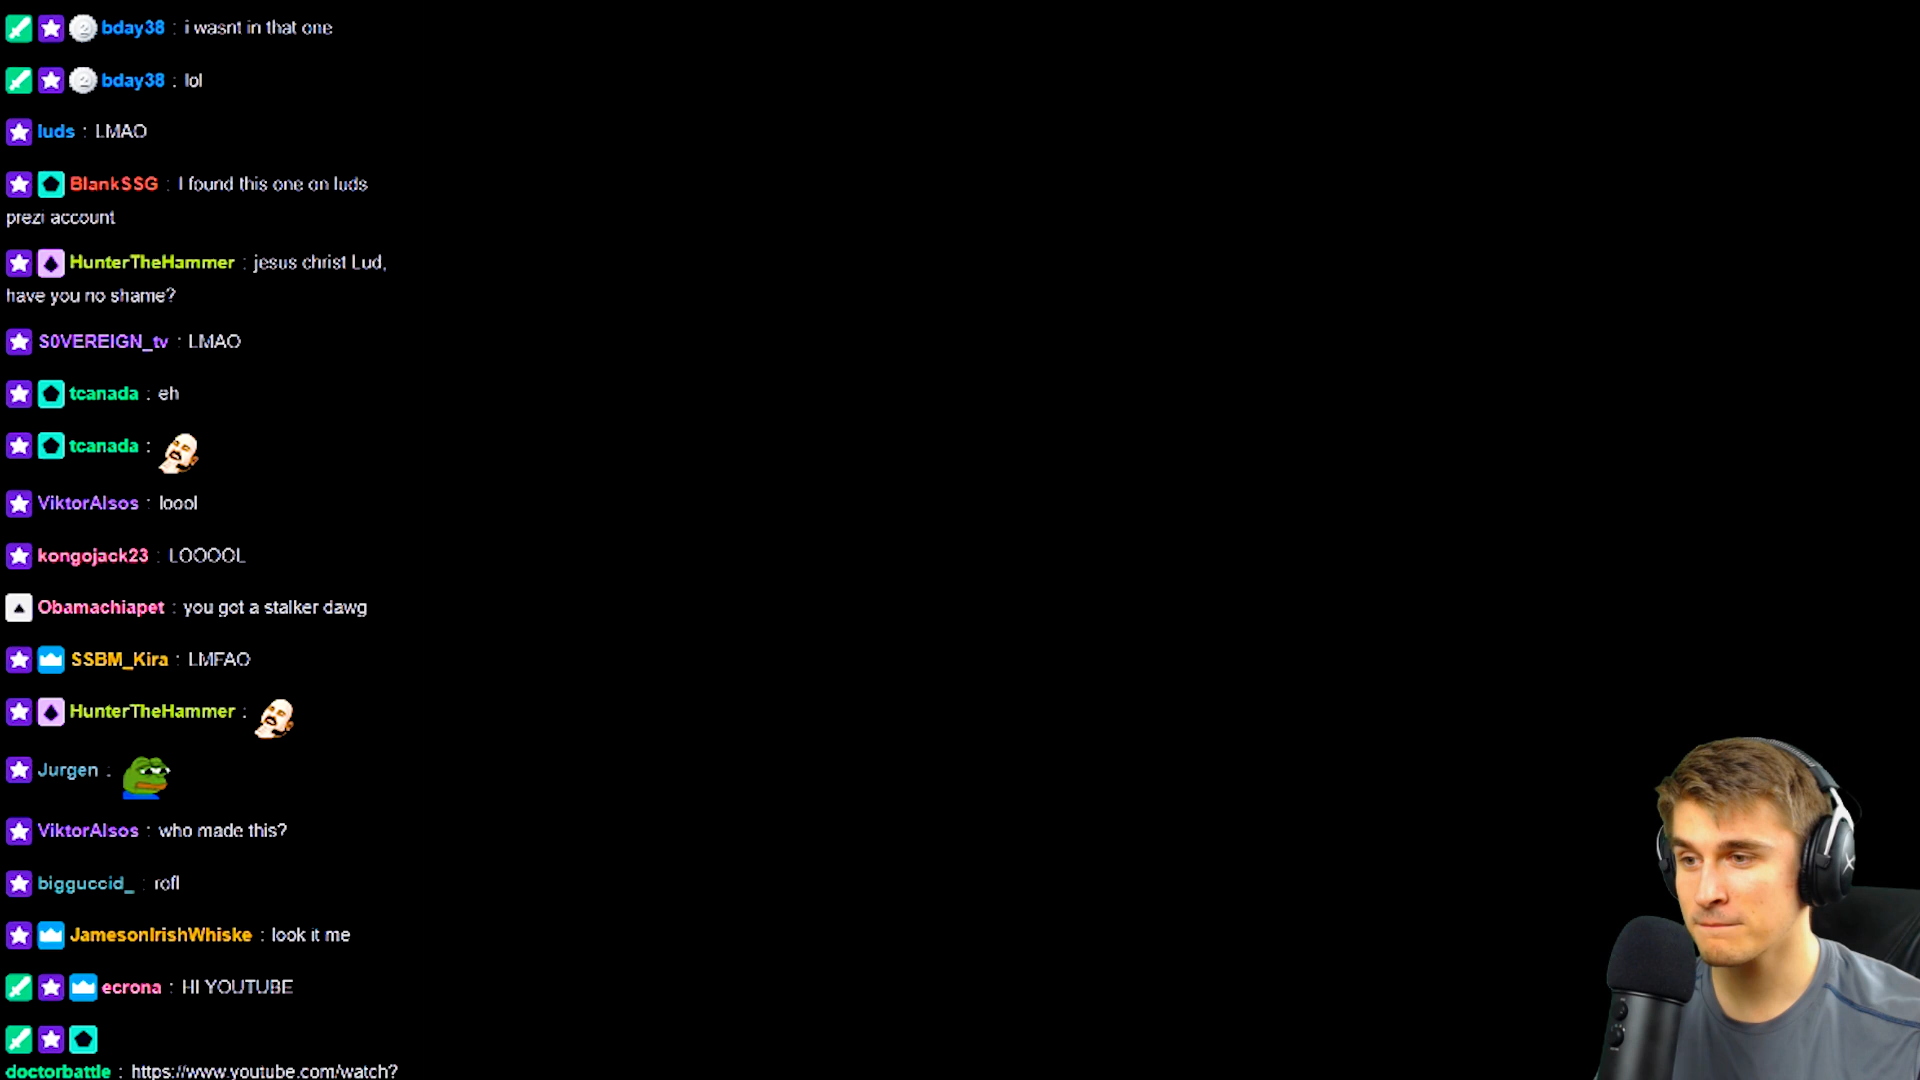 bday38 : i wasnt in that one
bday38 : lol
luds : LMAO
BlankSSG : I found this one on luds
prezi account
HunterTheHammer : jesus christ Lud,
have you no shame?
S0VEREIGN_tv : LMAO
tcanada : eh
tcanada :
ViktorAlsos : loool
kongojack23 : LOOOOL
Obamachiapet : you got a stalker dawg
SSBM_Kira : LMFAO
HunterTheHammer :
Jurgen :
ViktorAlsos : who made this?
bigguccid_ : rofl
JamesonIrishWhiske : look it me
ecrona : HI YOUTUBE
doctorbattle : https://www.youtube.com/watch?